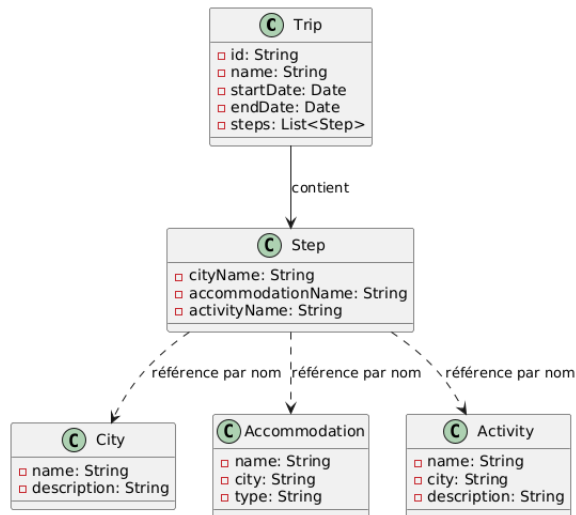 C Trip
id: String
name: String
startDate: Date
endDate: Date
steps: List<Step>
contient
C Step
cityName: String
accommodationName: String
activityName: String
référence par nom
référence par nom
référence par nom
C City
name: String
description: String
C Accommodation
name: String
city: String
type: String
C Activity
name: String
city: String
description: String